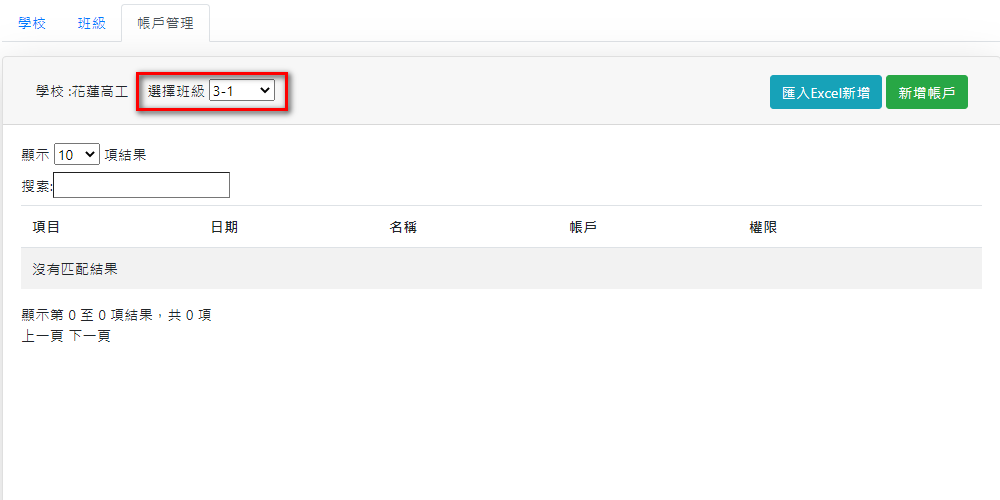 學校 班級 帳戶管理
學校 :花蓮高工 選擇班級 3-1 匯入Excel新增 新增帳戶
顯示 10 項結果
搜索:
項目 日期 名稱 帳戶 權限
沒有匹配結果
顯示第 0 至 0 項結果，共 0 項
上一頁 下一頁